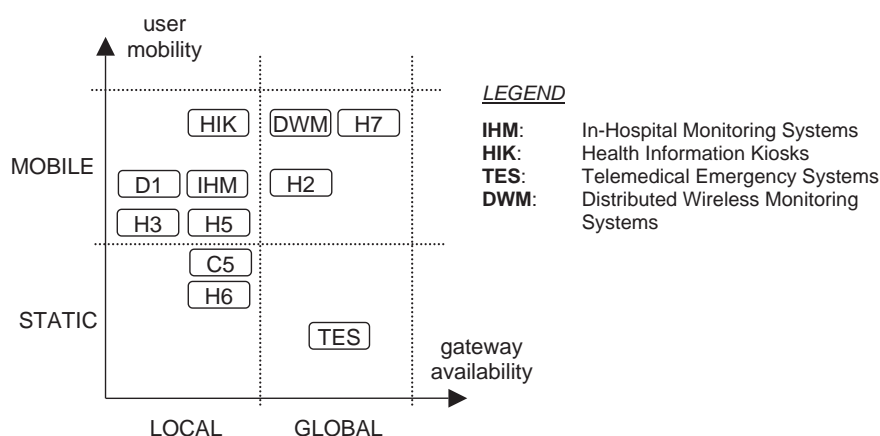 user
mobility
LEGEND
HIK DWM H7
IHM: In-Hospital Monitoring Systems
HIK: Health Information Kiosks
MOBILE
TES: Telemedical Emergency Systems
D1 IHM H2
DWM: Distributed Wireless Monitoring
Systems
H3 H5
C5
H6
STATIC
TES
gateway
availability
LOCAL GLOBAL